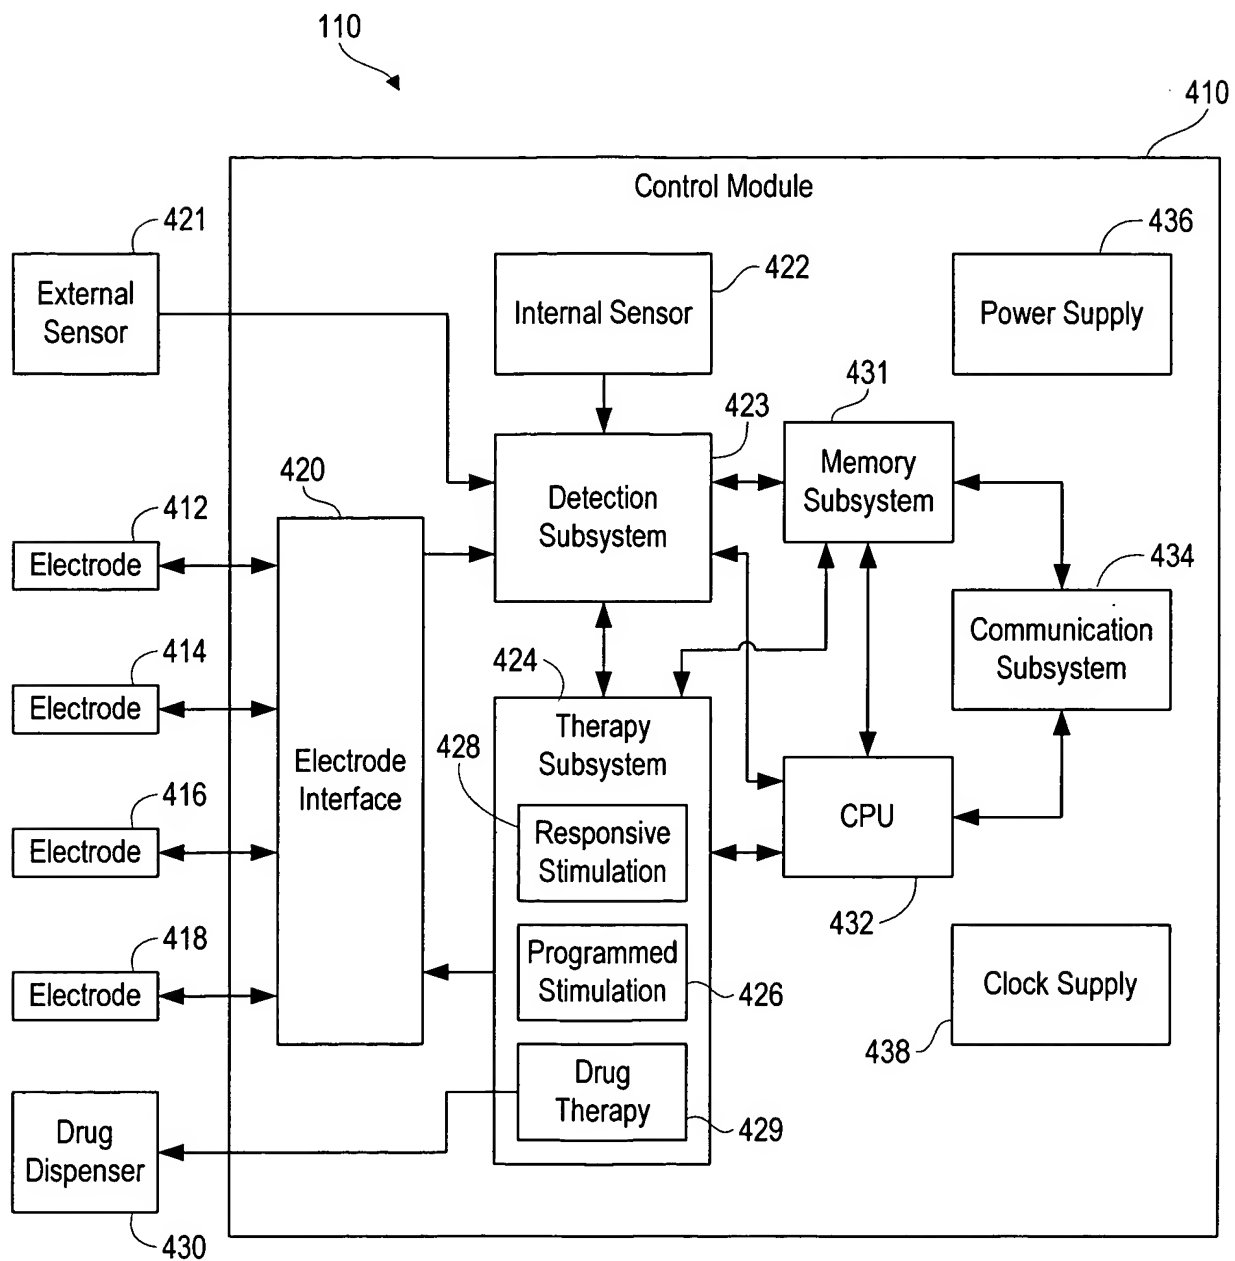 110
410
Control Module
421
External
Sensor
422
Internal Sensor
436
Power Supply
423
Detection
Subsystem
431
Memory
Subsystem
420
Electrode
Interface
412
Electrode
414
Electrode
416
Electrode
418
Electrode
434
Communication
Subsystem
424
Therapy
Subsystem
428
Responsive
Stimulation
Programmed
Stimulation
426
Drug
Therapy
429
CPU
432
Clock Supply
438
Drug
Dispenser
430